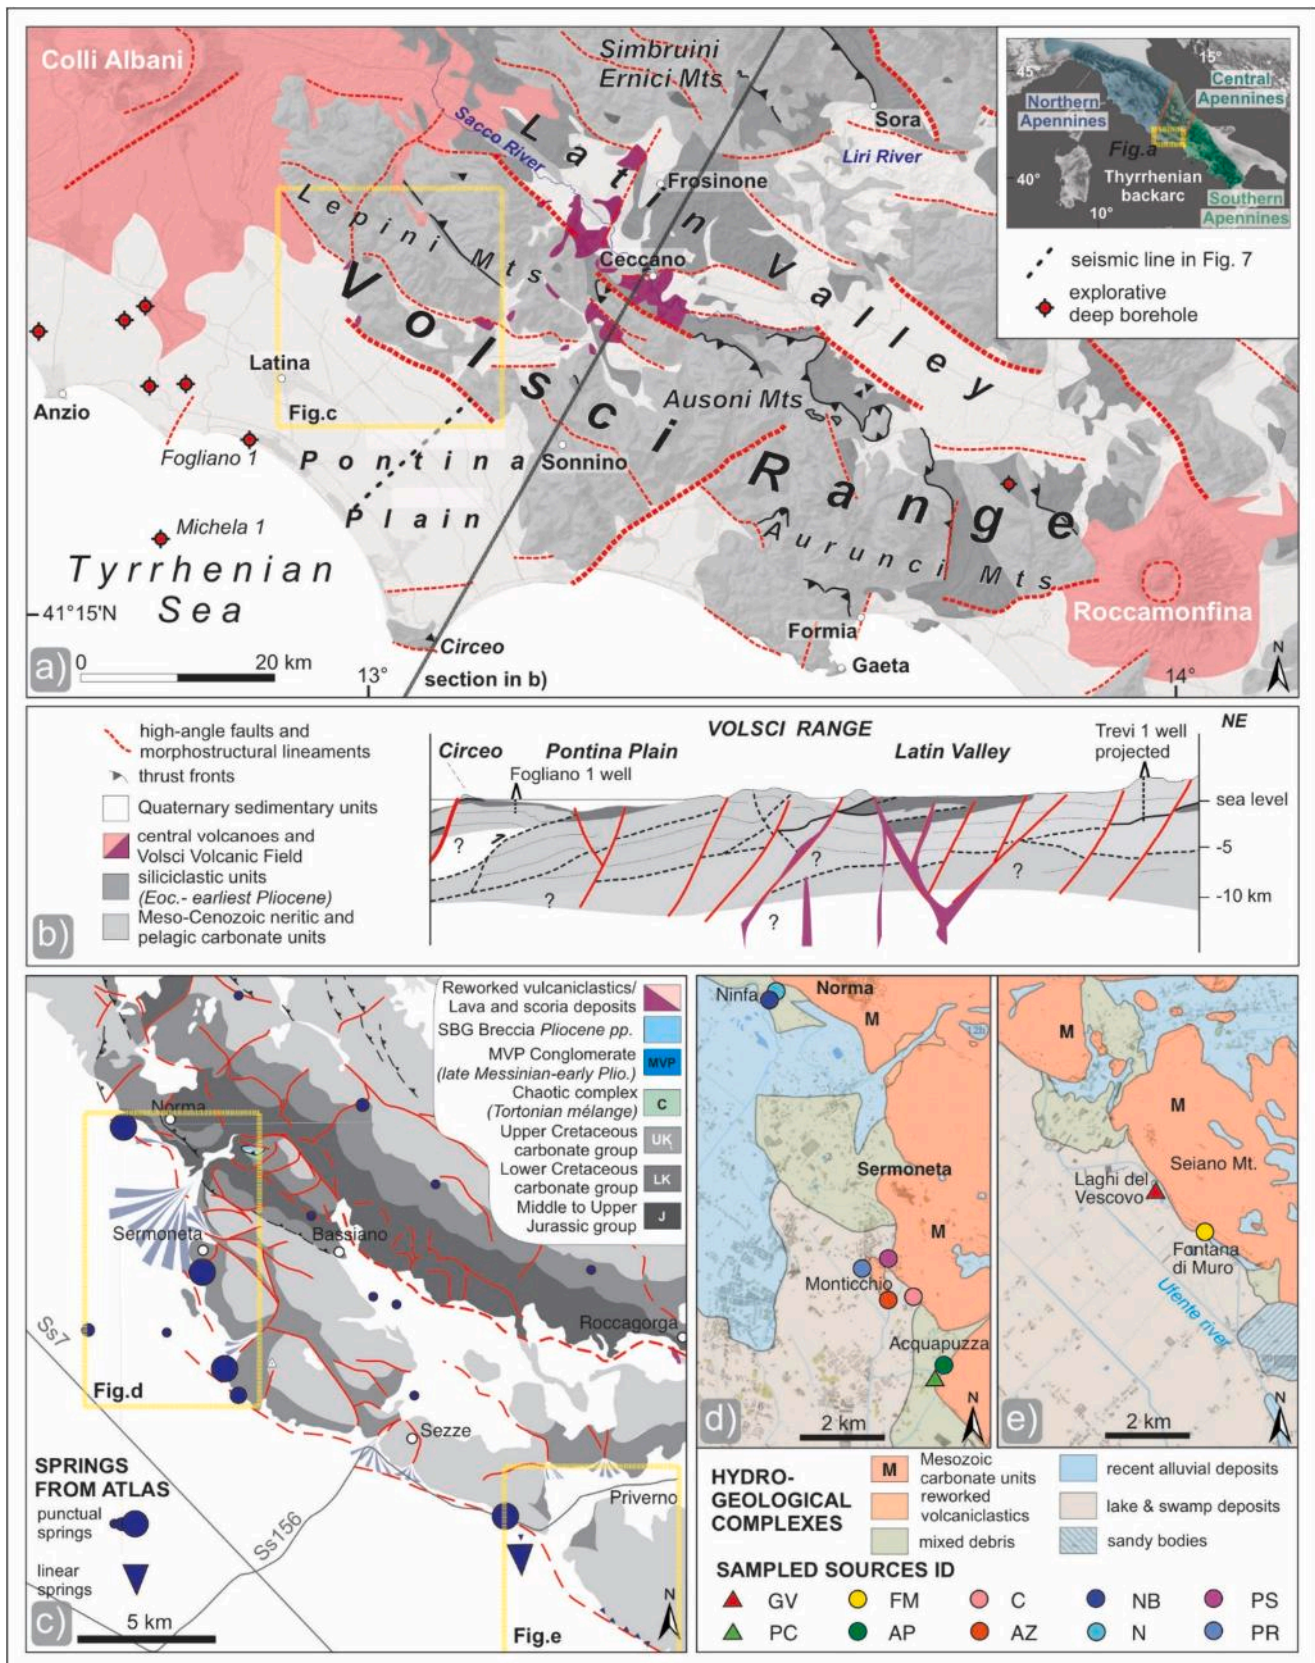 Colli Albani
Simbruini
Ernici Mts
Sacco River
Latin Valley
Sora
Liri River
Frosinone
Lepini Mts
Ceccano
Volsci Range
Latina
Anzio
Fig.c
Ausoni Mts
Fogliano 1
Pontina
Plain
Sonnino
Michela 1
Aurunci Mts
Tyrrhenian
Sea
Roccamonfina
41°15'N
Formia
Gaeta
Circeo
section in b)
a)
0
20 km
13°
14°
N
45°
15°
Northern
Apennines
Central
Apennines
Fig.a
40°
Thyrrhenian
backarc
10°
Southern
Apennines
seismic line in Fig. 7
explorative
deep borehole
high-angle faults and
morphostructural lineaments
thrust fronts
Quaternary sedimentary units
central volcanoes and
Volsci Volcanic Field
siliciclastic units
(Eoc.- earliest Pliocene)
Meso-Cenozoic neritic and
pelagic carbonate units
b)
VOLSCI RANGE
NE
Circeo
Pontina Plain
Latin Valley
Trevi 1 well
projected
Fogliano 1 well
sea level
-5
-10 km
?
?
?
?
?
Reworked vulcaniclastics/
Lava and scoria deposits
SBG Breccia Pliocene pp.
MVP Conglomerate
(late Messinian-early Plio.)
MVP
Chaotic complex
(Tortonian mélange)
C
Upper Cretaceous
carbonate group
UK
Lower Cretaceous
carbonate group
LK
Middle to Upper
Jurassic group
J
Norma
Sermoneta
Bassiano
Roccagorga
Ss7
Fig.d
Sezze
SPRINGS
FROM ATLAS
punctual
springs
linear
springs
Ss156
Priverno
N
5 km
c)
Fig.e
Ninfa
Norma
M
Sermoneta
M
Monticchio
Acquapuzza
N
d)
2 km
M
M
Seiano Mt.
Laghi del
Vescovo
Fontana
di Muro
Ufente river
N
e)
2 km
HYDRO-
GEOLOGICAL
COMPLEXES
M
Mesozoic
carbonate units
reworked
volcaniclastics
mixed debris
recent alluvial deposits
lake & swamp deposits
sandy bodies
SAMPLED SOURCES ID
GV
FM
C
NB
PS
PC
AP
AZ
N
PR